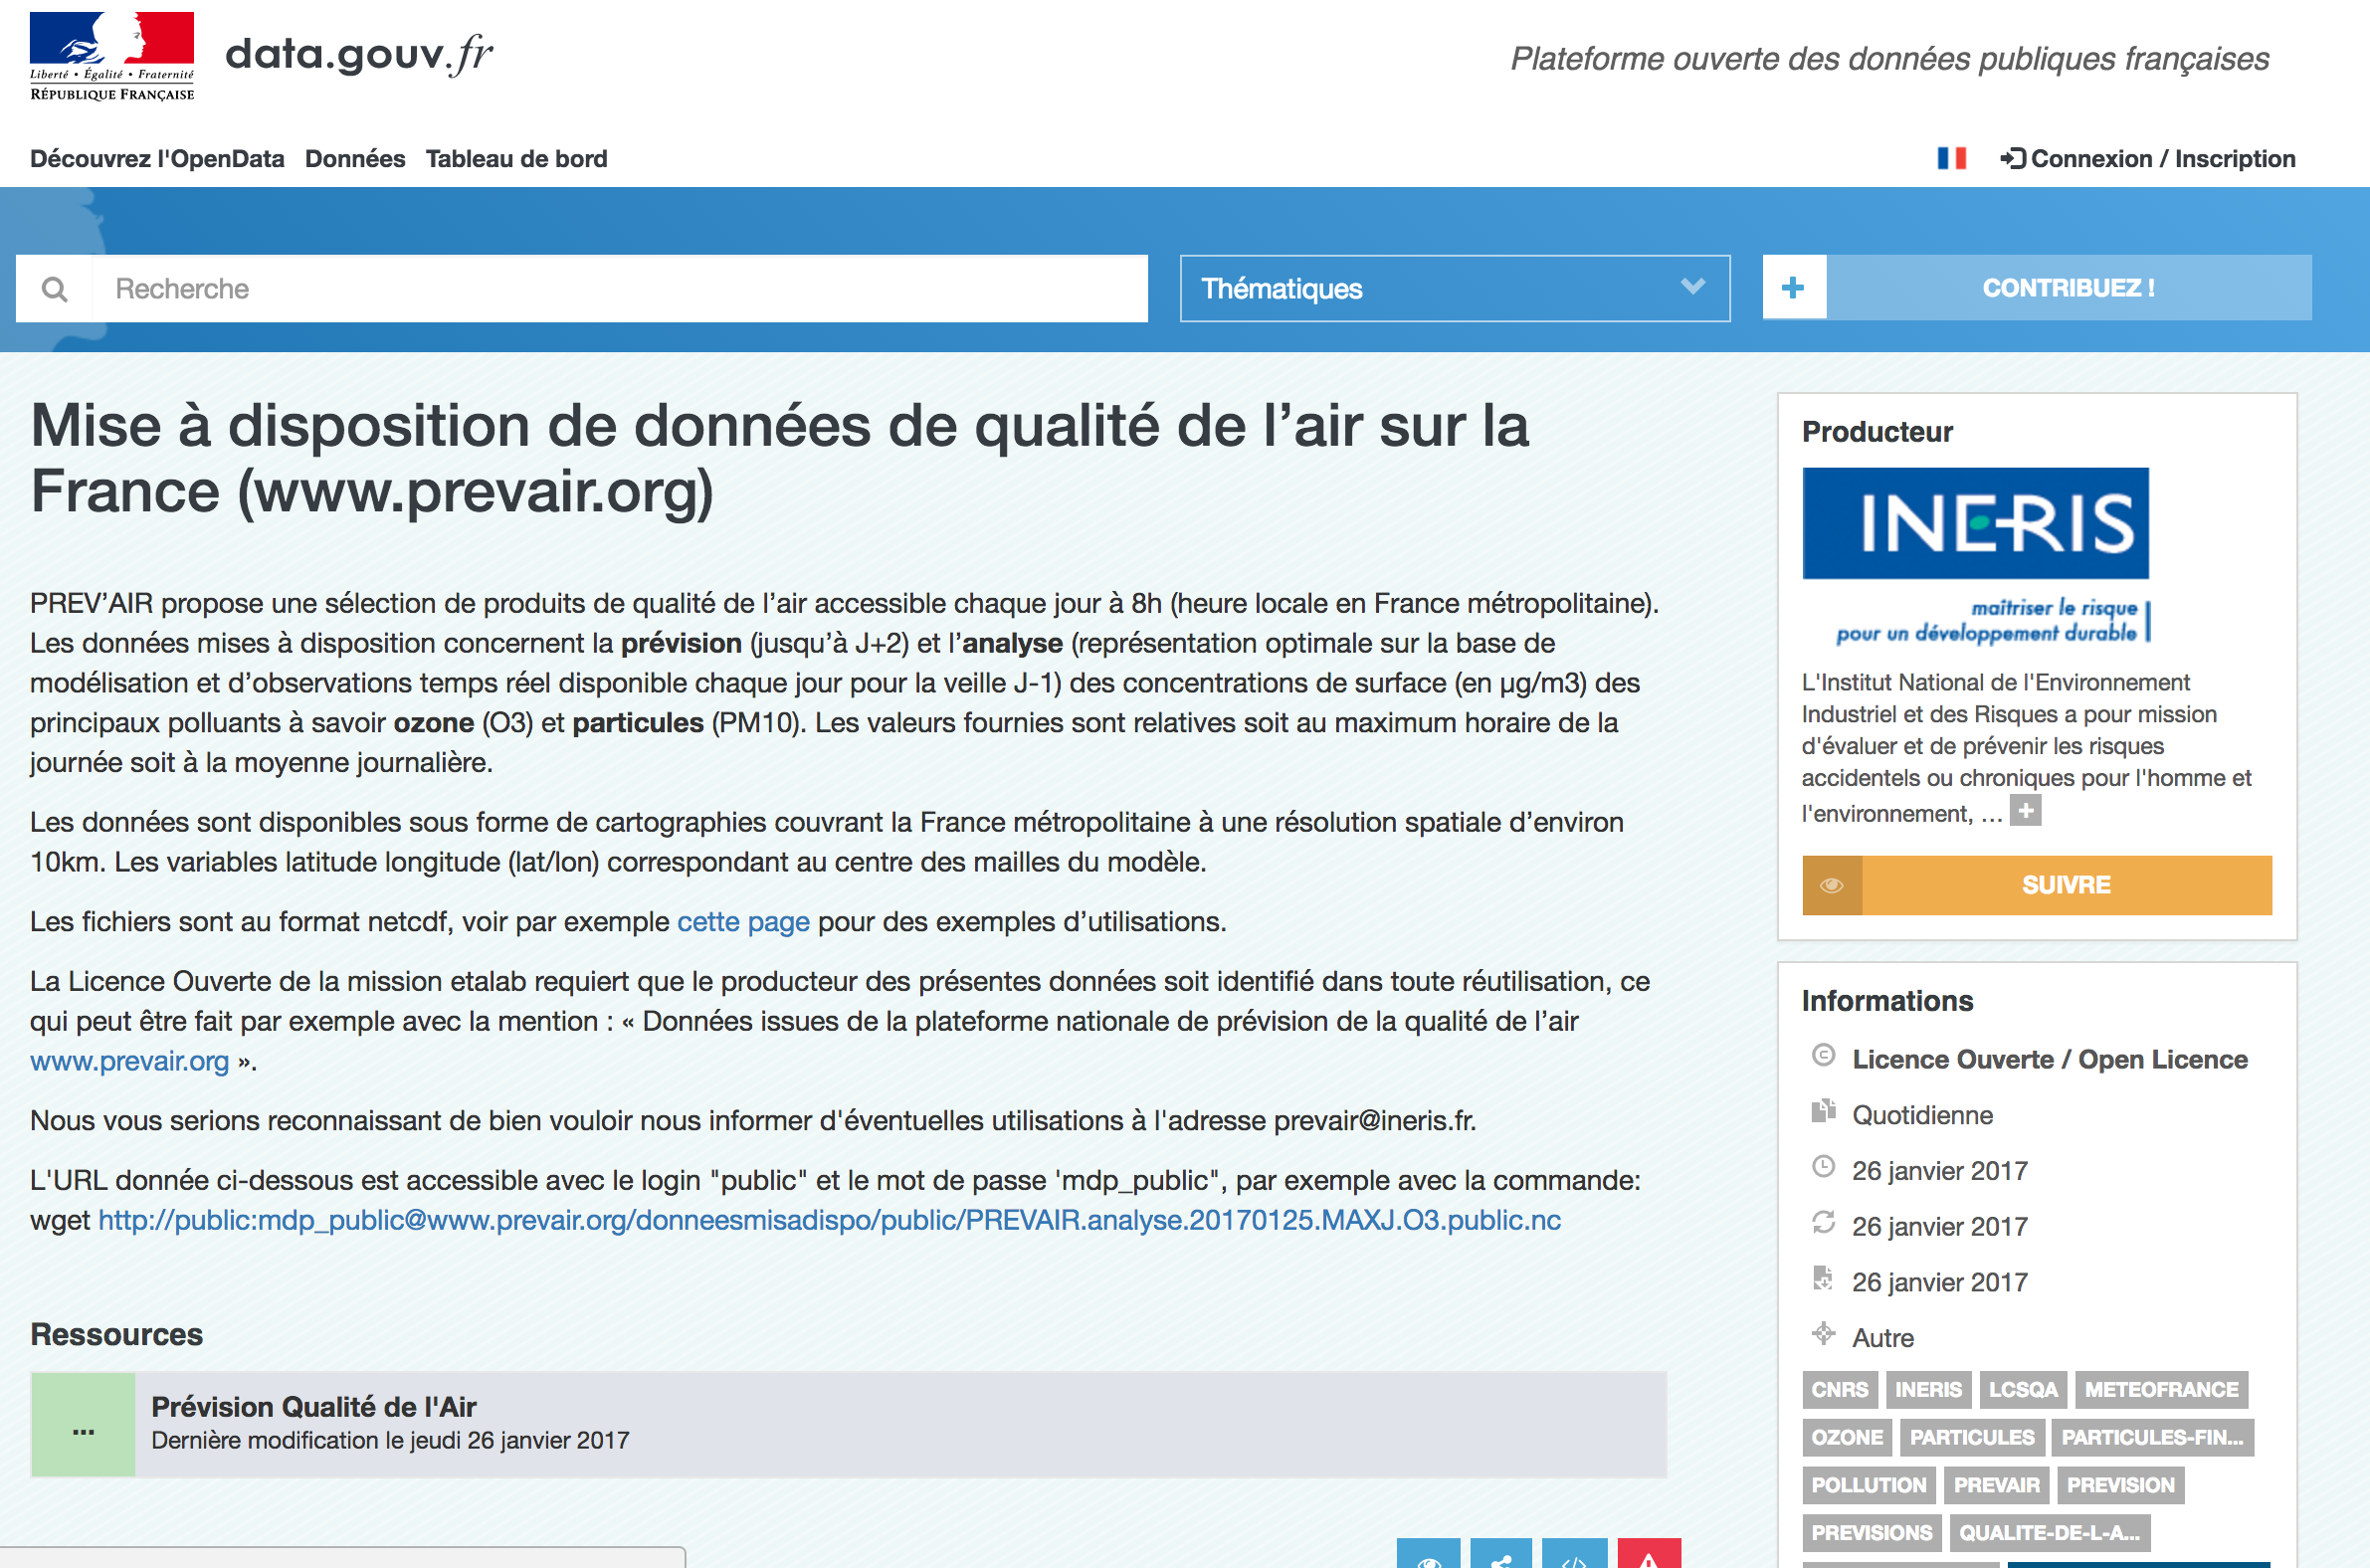 Liberté • Égalité • Fraternité
RÉPUBLIQUE FRANÇAISE
data.gouv.fr
Plateforme ouverte des données publiques françaises
Découvrez l'OpenData Données Tableau de bord
Connexion / Inscription
Recherche
Thématiques
CONTRIBUEZ !
Mise à disposition de données de qualité de l’air sur la
France (www.prevair.org)
PREV’AIR propose une sélection de produits de qualité de l’air accessible chaque jour à 8h (heure locale en France métropolitaine).
Les données mises à disposition concernent la prévision (jusqu’à J+2) et l’analyse (représentation optimale sur la base de
modélisation et d’observations temps réel disponible chaque jour pour la veille J-1) des concentrations de surface (en µg/m3) des
principaux polluants à savoir ozone (O3) et particules (PM10). Les valeurs fournies sont relatives soit au maximum horaire de la
journée soit à la moyenne journalière.
Les données sont disponibles sous forme de cartographies couvrant la France métropolitaine à une résolution spatiale d’environ
10km. Les variables latitude longitude (lat/lon) correspondant au centre des mailles du modèle.
Les fichiers sont au format netcdf, voir par exemple cette page pour des exemples d’utilisations.
La Licence Ouverte de la mission etalab requiert que le producteur des présentes données soit identifié dans toute réutilisation, ce
qui peut être fait par exemple avec la mention : « Données issues de la plateforme nationale de prévision de la qualité de l’air
www.prevair.org ».
Nous vous serions reconnaissant de bien vouloir nous informer d'éventuelles utilisations à l'adresse prevair@ineris.fr.
L'URL donnée ci-dessous est accessible avec le login "public" et le mot de passe 'mdp_public", par exemple avec la commande:
wget http://public:mdp_public@www.prevair.org/donneesmisadispo/public/PREVAIR.analyse.20170125.MAXJ.O3.public.nc
Ressources
...
Prévision Qualité de l'Air
Dernière modification le jeudi 26 janvier 2017
Producteur
INERIS
maîtriser le risque
pour un développement durable
L'Institut National de l'Environnement
Industriel et des Risques a pour mission
d'évaluer et de prévenir les risques
accidentels ou chroniques pour l'homme et
l'environnement, …
SUIVRE
Informations
Licence Ouverte / Open Licence
Quotidienne
26 janvier 2017
26 janvier 2017
26 janvier 2017
Autre
CNRS INERIS LCSQA METEOFRANCE
OZONE PARTICULES PARTICULES-FIN...
POLLUTION PREVAIR PREVISION
PREVISIONS QUALITE-DE-L-A...